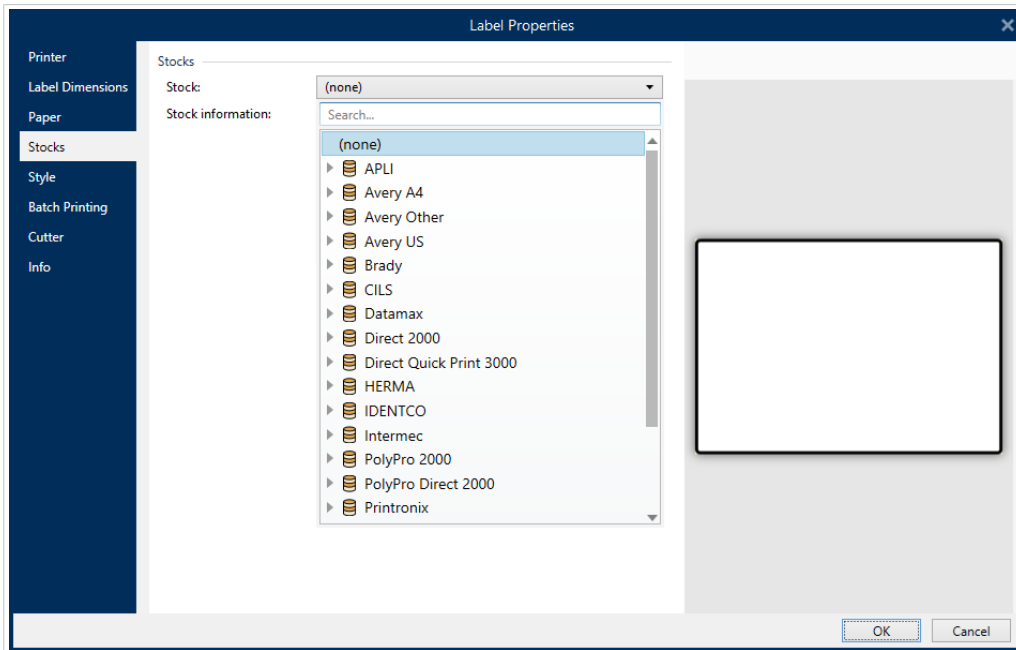 Label Properties
Printer
Label Dimensions
Paper
Stocks
Style
Batch Printing
Cutter
Info
Stocks
Stock: (none)
Stock information: Search...
(none)
APLI
Avery A4
Avery Other
Avery US
Brady
CILS
Datamax
Direct 2000
Direct Quick Print 3000
HERMA
IDENTCO
Intermec
PolyPro 2000
PolyPro Direct 2000
Printronix
OK Cancel